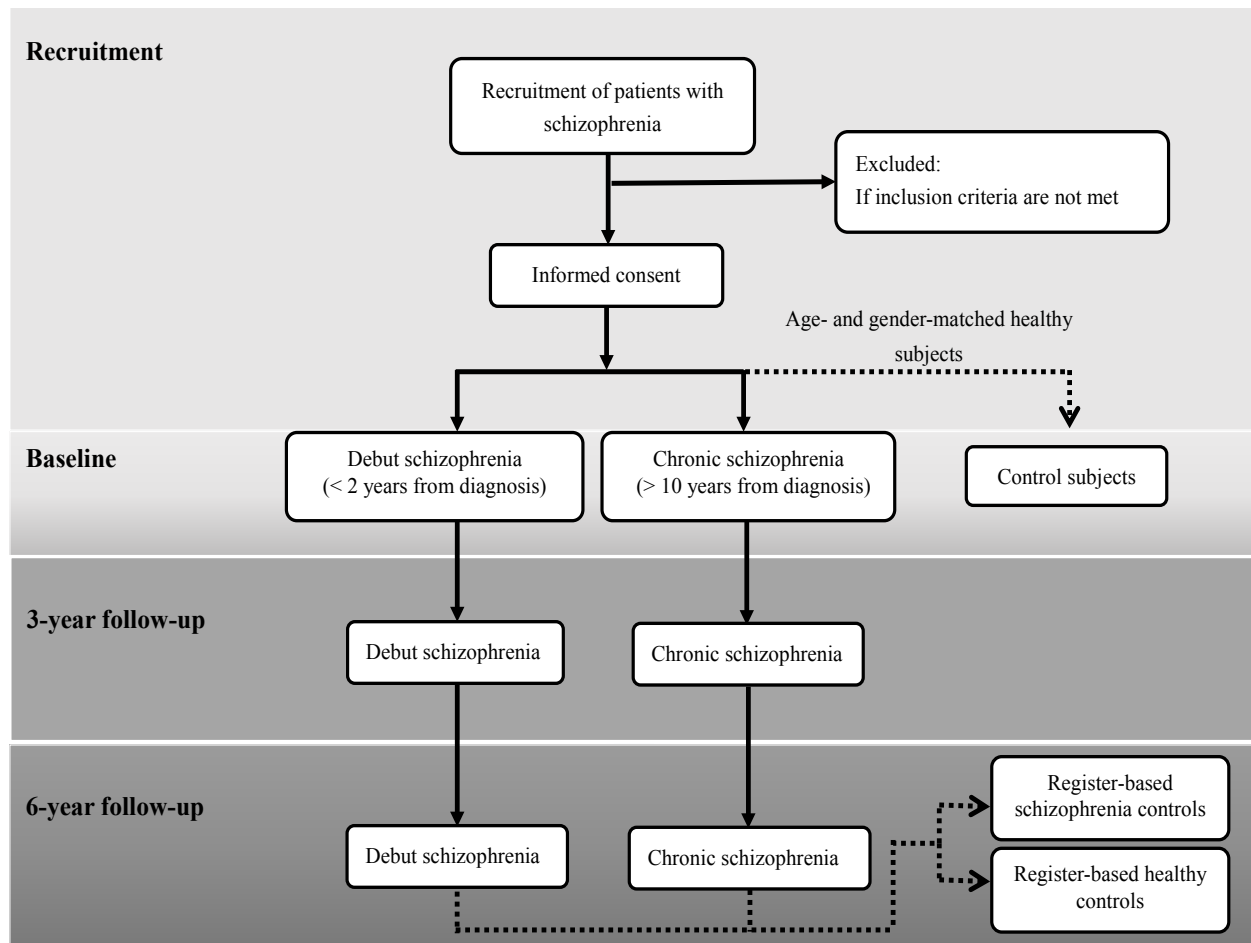 Recruitment
Recruitment of patients with
schizophrenia
Excluded:
If inclusion criteria are not met
Informed consent
Age- and gender-matched healthy
subjects
Baseline
Debut schizophrenia
(< 2 years from diagnosis)
Chronic schizophrenia
(> 10 years from diagnosis)
Control subjects
3-year follow-up
Debut schizophrenia
Chronic schizophrenia
6-year follow-up
Debut schizophrenia
Chronic schizophrenia
Register-based
schizophrenia controls
Register-based healthy
controls